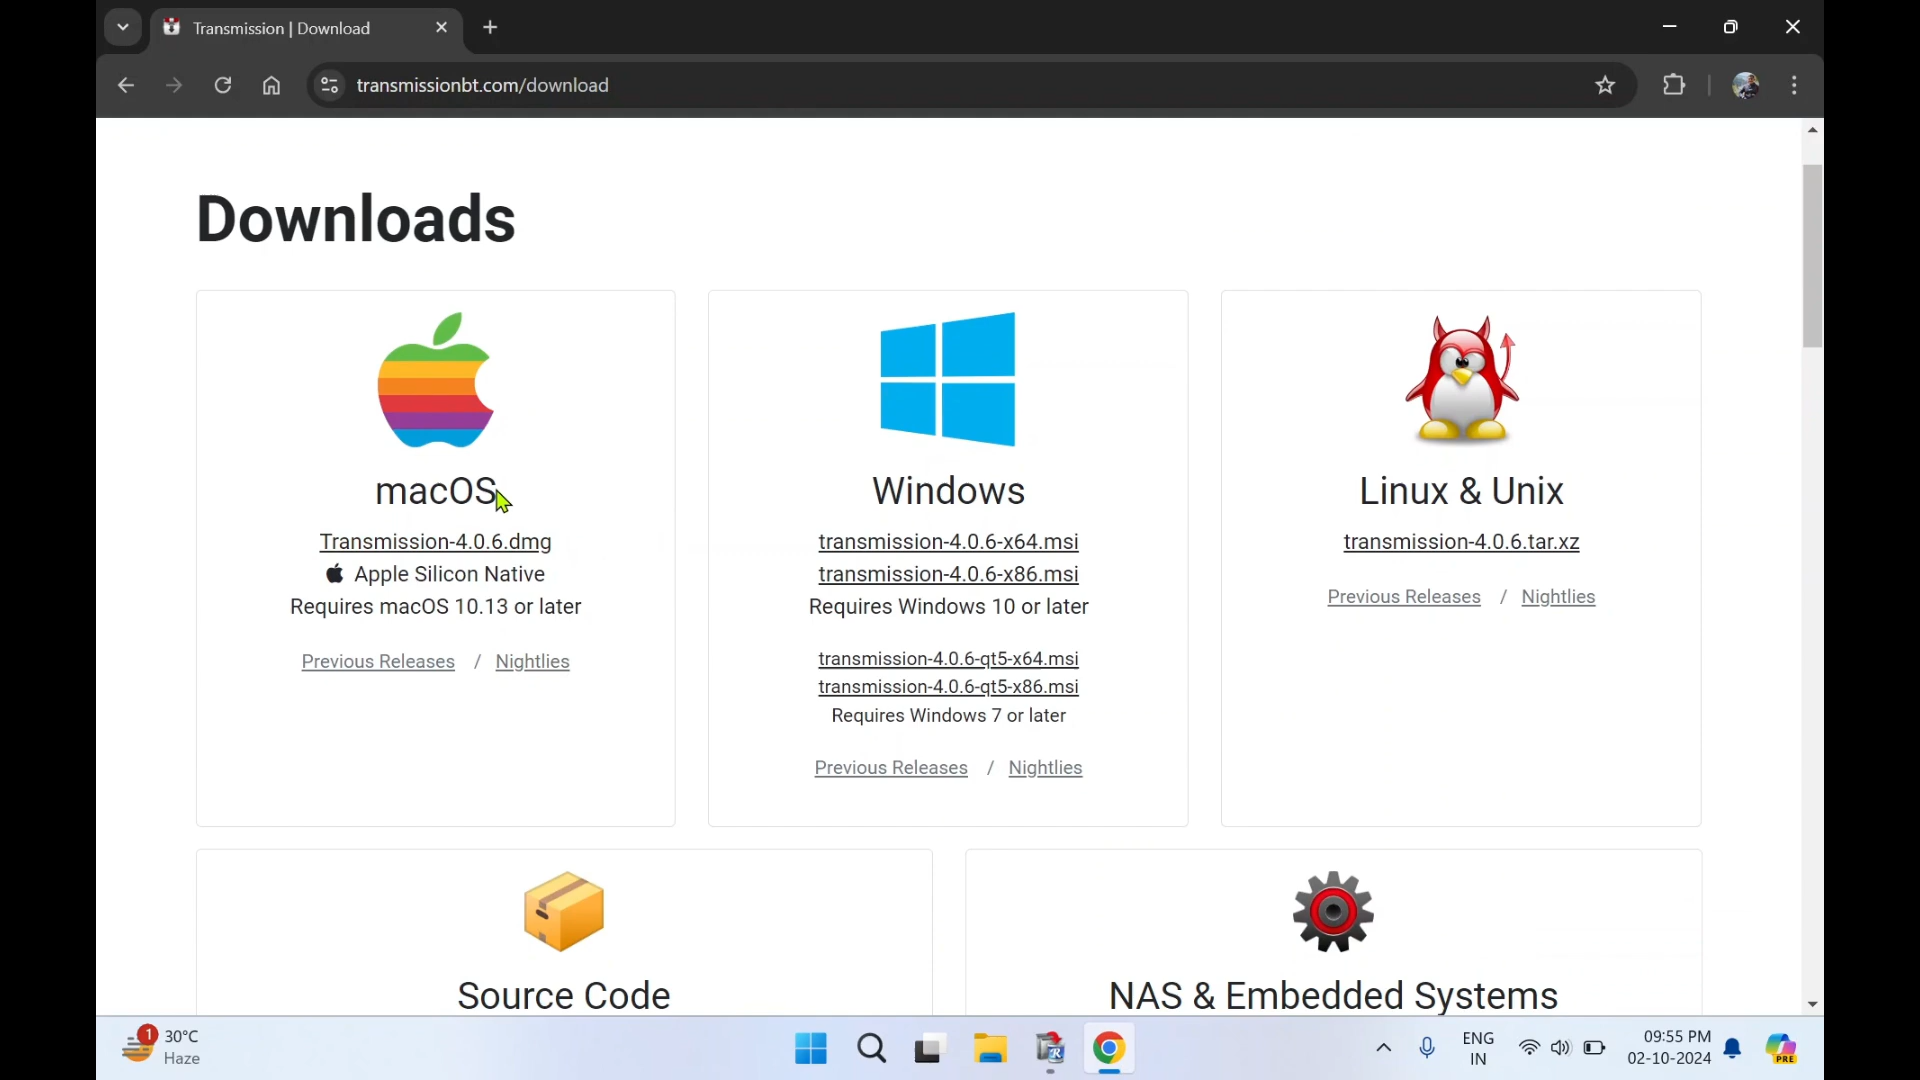 Transmission | Download
transmissionbt.com/download
Downloads
macOS
Transmission-4.0.6.dmg
Apple Silicon Native
Requires macOS 10.13 or later
Previous Releases / Nightlies
Windows
transmission-4.0.6-x64.msi
transmission-4.0.6-x86.msi
Requires Windows 10 or later
transmission-4.0.6-qt5-x64.msi
transmission-4.0.6-qt5-x86.msi
Requires Windows 7 or later
Previous Releases / Nightlies
Linux & Unix
transmission-4.0.6.tar.xz
Previous Releases / Nightlies
Source Code
NAS & Embedded Systems
1
30°C
Haze
R
ENG
IN
09:55 PM
02-10-2024
PRE